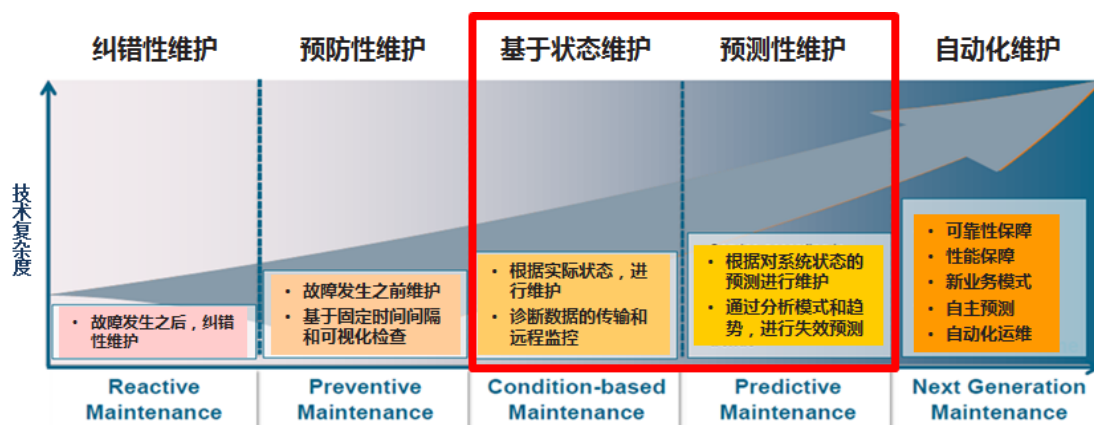 纠错性维护
预防性维护
基于状态维护
预测性维护
自动化维护
技术复杂度
• 故障发生之后，纠错
性维护
• 故障发生之前维护
• 基于固定时间间隔
和可视化检查
• 根据实际状态，进
行维护
• 诊断数据的传输和
远程监控
• 根据对系统状态的
预测进行维护
• 通过分析模式和趋
势，进行失效预测
• 可靠性保障
• 性能保障
• 新业务模式
• 自主预测
• 自动化运维
Reactive
Maintenance
Preventive
Maintenance
Condition-based
Maintenance
Predictive
Maintenance
Next Generation
Maintenance